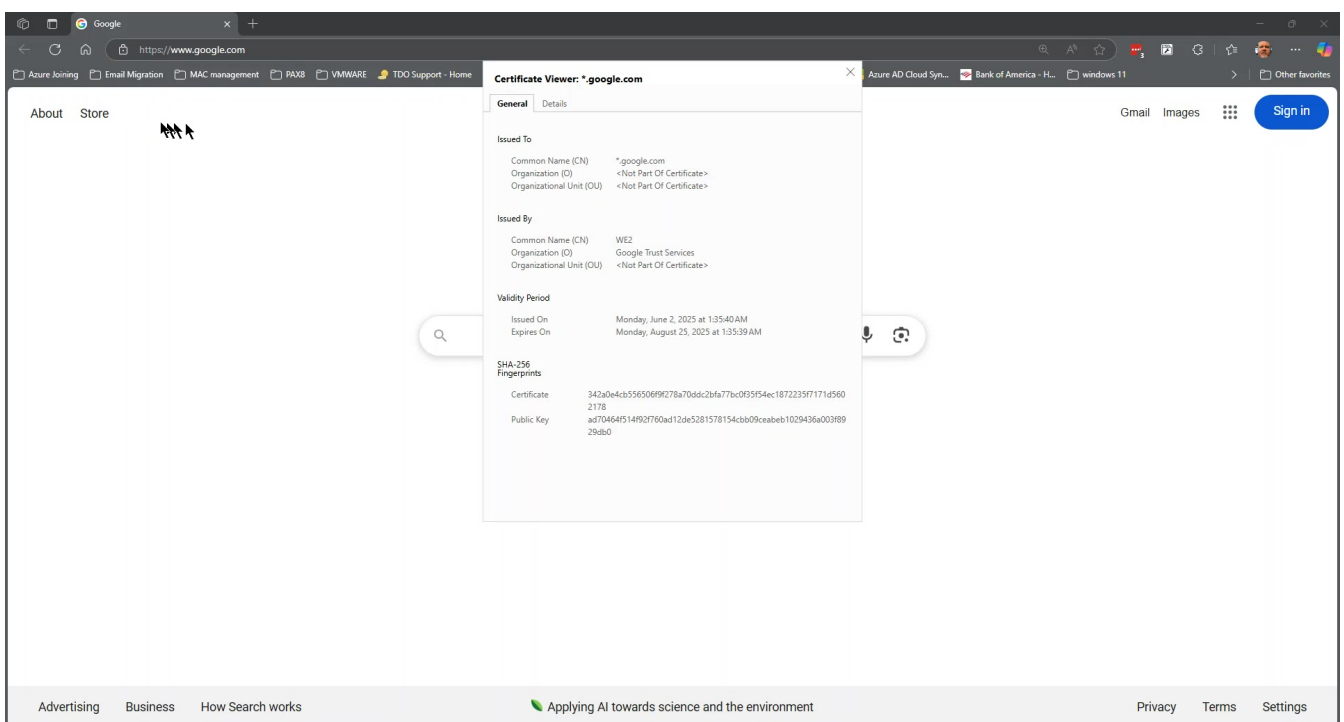 Google
https://www.google.com
Azure Joining Email Migration MAC management PAX8 VMWARE TDO Support - Home Azure AD Cloud Syn... Bank of America - H... windows 11 Other favorites
Certificate Viewer: *.google.com
General Details
About Store
Gmail Images Sign in
Issued To
Common Name (CN) *.google.com
Organization (O) <Not Part Of Certificate>
Organizational Unit (OU) <Not Part Of Certificate>
Issued By
Common Name (CN) WE2
Organization (O) Google Trust Services
Organizational Unit (OU) <Not Part Of Certificate>
Validity Period
Issued On Monday, June 2, 2025 at 1:35:40 AM
Expires On Monday, August 25, 2025 at 1:35:39 AM
SHA-256
Fingerprints
Certificate 342a0e4cb556506f9f278a70ddc2bfa77bc0f35f54ec1872235f7171d560
2178
Public Key ad70464f514f92f760ad12de5281578154cbb09ceabeb1029436a003f89
29db0
Advertising Business How Search works Applying AI towards science and the environment Privacy Terms Settings